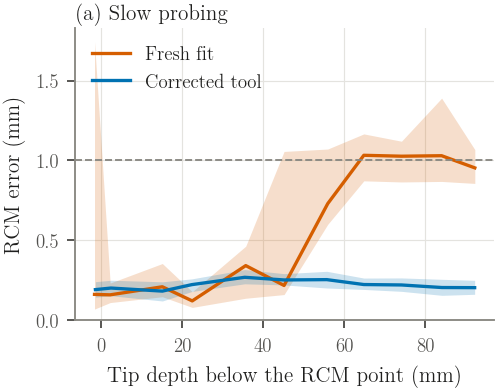 (a) Slow probing
Fresh fit
Corrected tool
1.5
1.0
0.5
0.0
RCM error (mm)
0 20 40 60 80
Tip depth below the RCM point (mm)